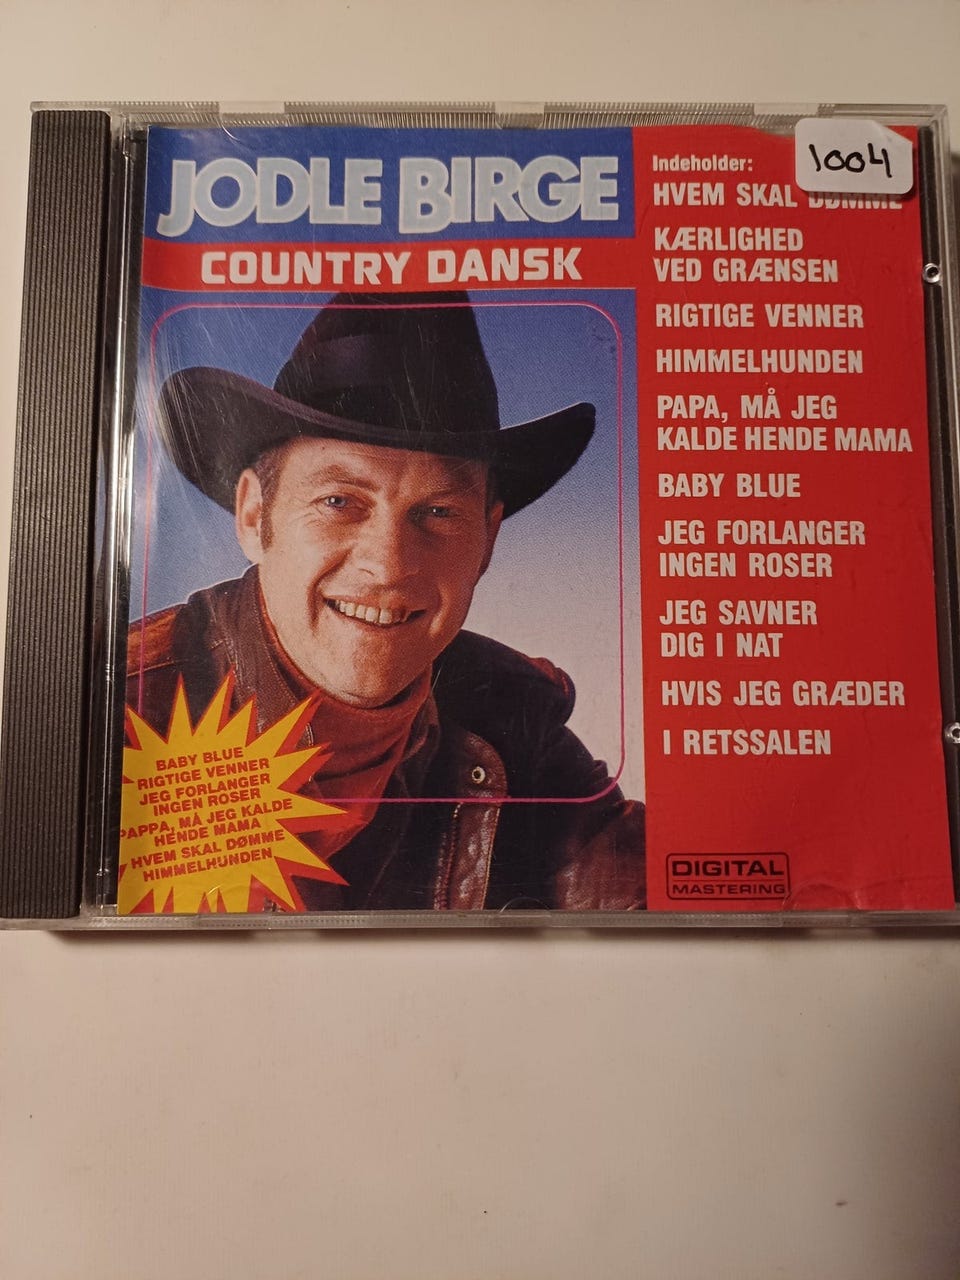 JODLE BIRGE
COUNTRY DANSK
Indeholder:
1004
HVEM SKAL DØMME
KÆRLIGHED
VED GRÆNSEN
RIGTIGE VENNER
HIMMELHUNDEN
PAPA, MÅ JEG
KALDE HENDE MAMA
BABY BLUE
JEG FORLANGER
INGEN ROSER
JEG SAVNER
DIG I NAT
HVIS JEG GRÆDER
I RETSSALEN
BABY BLUE
RIGTIGE VENNER
JEG FORLANGER
INGEN ROSER
PAPPA, MÅ JEG KALDE
HENDE MAMA
HVEM SKAL DØMME
HIMMELHUNDEN
DIGITAL
MASTERING